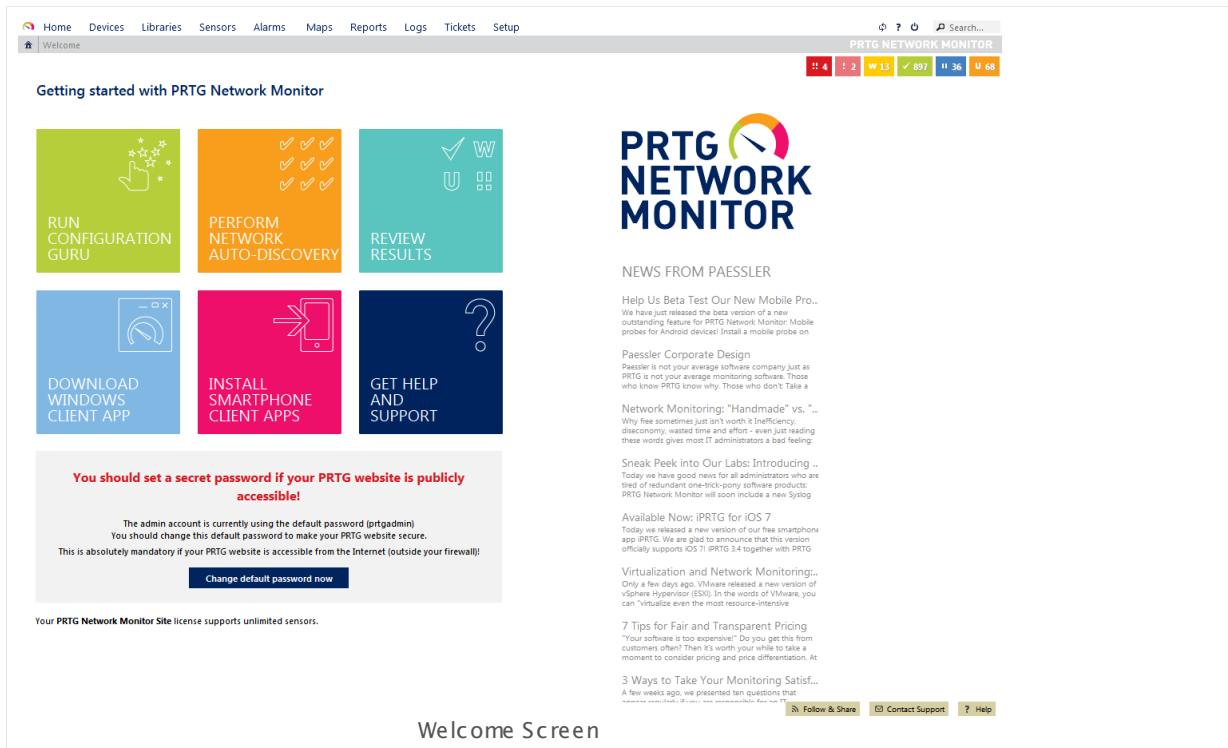 Home Devices Libraries Sensors Alarms Maps Reports Logs Tickets Setup
? Search...
Welcome
PRTG NETWORK MONITOR
!! 4 ! 2 W 13 ✓ 897 II 36 U 68
Getting started with PRTG Network Monitor
RUN
CONFIGURATION
GURU
PERFORM
NETWORK
AUTO-DISCOVERY
W
U
REVIEW
RESULTS
DOWNLOAD
WINDOWS
CLIENT APP
INSTALL
SMARTPHONE
CLIENT APPS
?
GET HELP
AND
SUPPORT
You should set a secret password if your PRTG website is publicly
accessible!
The admin account is currently using the default password (prtgadmin)
You should change this default password to make your PRTG website secure.
This is absolutely mandatory if your PRTG website is accessible from the Internet (outside your firewall)!
Change default password now
Your PRTG Network Monitor Site license supports unlimited sensors.
PRTG
NETWORK
MONITOR
NEWS FROM PAESSLER
Help Us Beta Test Our New Mobile Pro..
We have just released the beta version of a new
outstanding feature for PRTG Network Monitor: Mobile
probes for Android devices! Install a mobile probe on
Paessler Corporate Design
Paessler is not your average software company just as
PRTG is not your average monitoring software. Those
who know PRTG know why. Those who don't: Take a
Network Monitoring: "Handmade" vs. "..
Why free sometimes just isn't worth it Inefficiency,
diseconomy, wasted time and effort - even just reading
these words gives most IT administrators a bad feeling:
Sneak Peek into Our Labs: Introducing ..
Today we have good news for all administrators who are
tired of redundant one-trick-pony software products:
PRTG Network Monitor will soon include a new Syslog
Available Now: iPRTG for iOS 7
Today we released a new version of our free smartphone
app iPRTG. We are glad to announce that this version
officially supports iOS 7! iPRTG 3.4 together with PRTG
Virtualization and Network Monitoring:..
Only a few days ago, VMware released a new version of
vSphere Hypervisor (ESXi). In the words of VMware, you
can "virtualize even the most resource-intensive
7 Tips for Fair and Transparent Pricing
"Your software is too expensive!" Do you get this from
customers often? Then it's worth your while to take a
moment to consider pricing and price differentiation. At
3 Ways to Take Your Monitoring Satisf...
A few weeks ago, we presented ten questions that
appear regularly if you are responsible for an IT
Follow & Share Contact Support ? Help
Welcome Screen